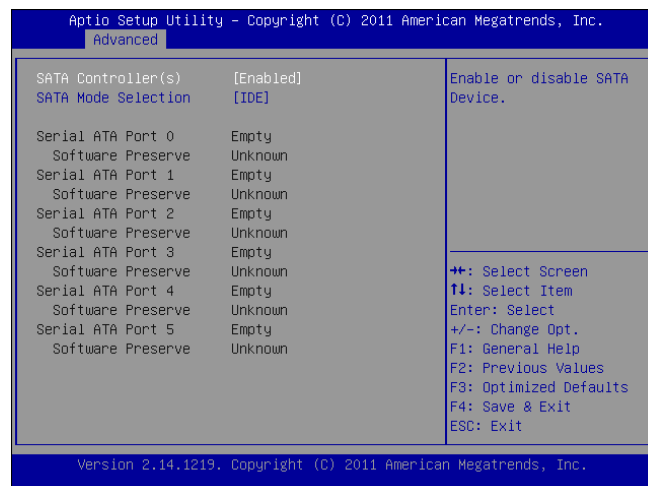 Aptio Setup Utility – Copyright (C) 2011 American Megatrends, Inc.
Advanced
SATA Controller(s) [Enabled]
SATA Mode Selection [IDE]
Serial ATA Port 0 Empty
Software Preserve Unknown
Serial ATA Port 1 Empty
Software Preserve Unknown
Serial ATA Port 2 Empty
Software Preserve Unknown
Serial ATA Port 3 Empty
Software Preserve Unknown
Serial ATA Port 4 Empty
Software Preserve Unknown
Serial ATA Port 5 Empty
Software Preserve Unknown
Enable or disable SATA
Device.
→←: Select Screen
↑↓: Select Item
Enter: Select
+/-: Change Opt.
F1: General Help
F2: Previous Values
F3: Optimized Defaults
F4: Save & Exit
ESC: Exit
Version 2.14.1219. Copyright (C) 2011 American Megatrends, Inc.